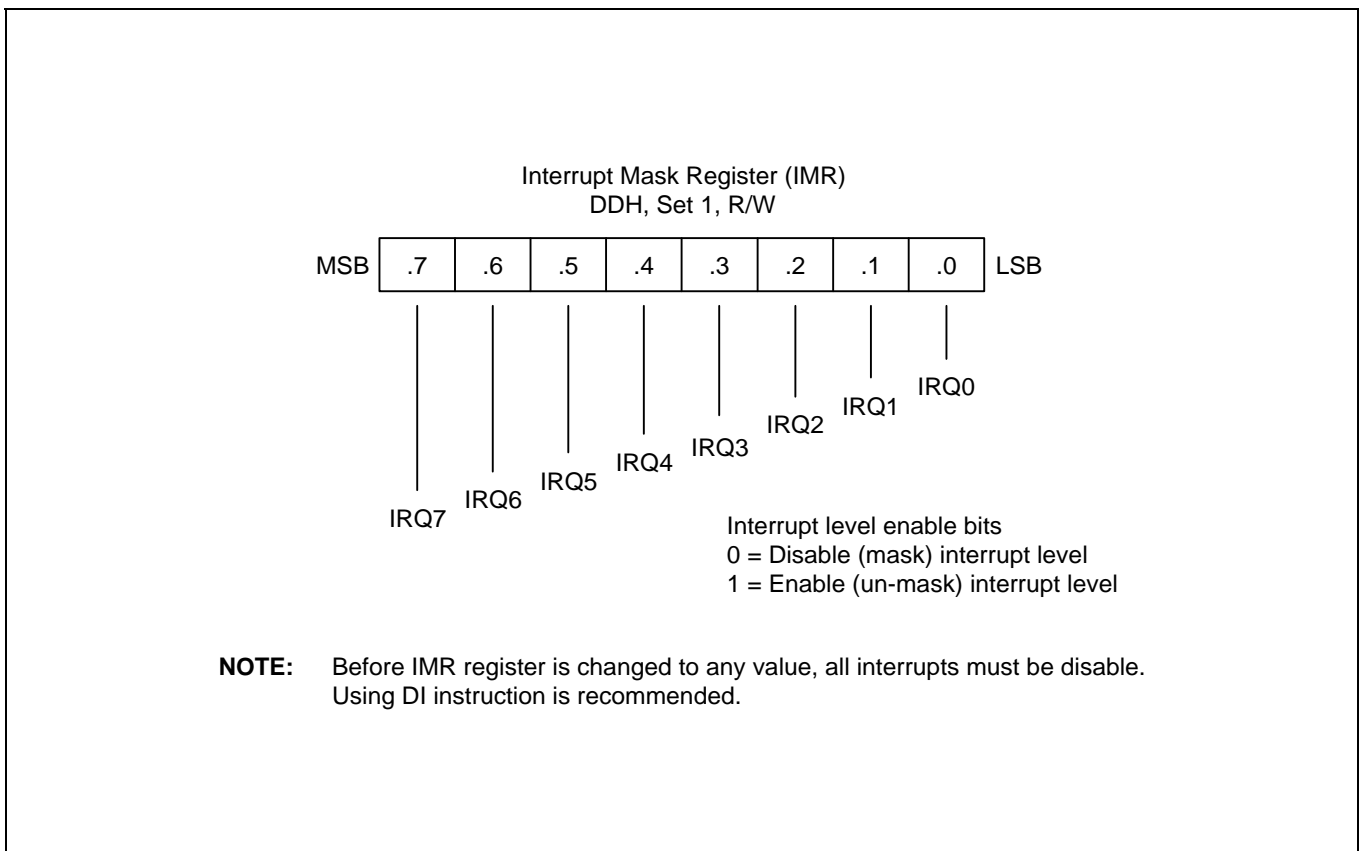 Interrupt Mask Register (IMR)
DDH, Set 1, R/W
MSB .7 .6 .5 .4 .3 .2 .1 .0 LSB
IRQ0
IRQ1
IRQ2
IRQ3
IRQ4
IRQ5
IRQ6
IRQ7
Interrupt level enable bits
0 = Disable (mask) interrupt level
1 = Enable (un-mask) interrupt level
NOTE: Before IMR register is changed to any value, all interrupts must be disable.
Using DI instruction is recommended.